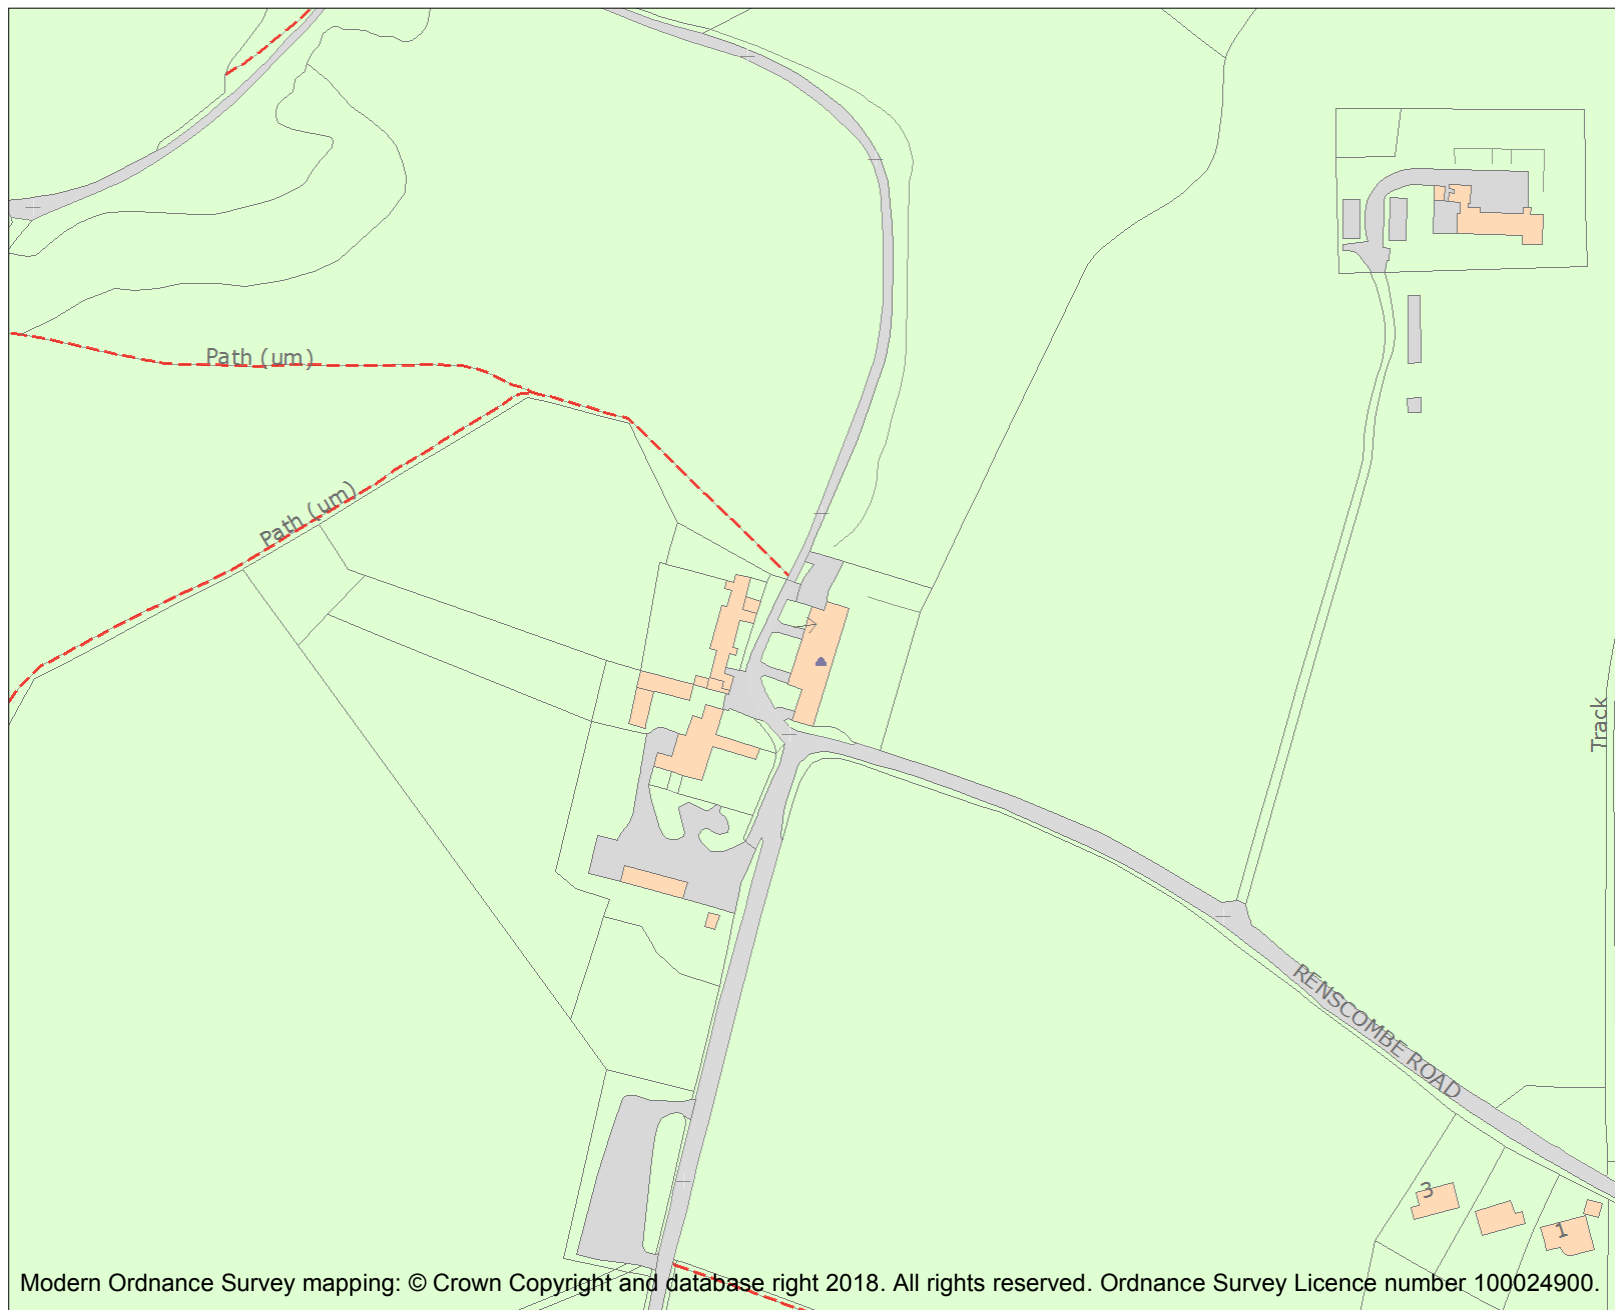 Path (um)
Path (um)
Track
RENSCOMBE ROAD
3
1
Modern Ordnance Survey mapping: © Crown Copyright and database right 2018. All rights reserved. Ordnance Survey Licence number 100024900.